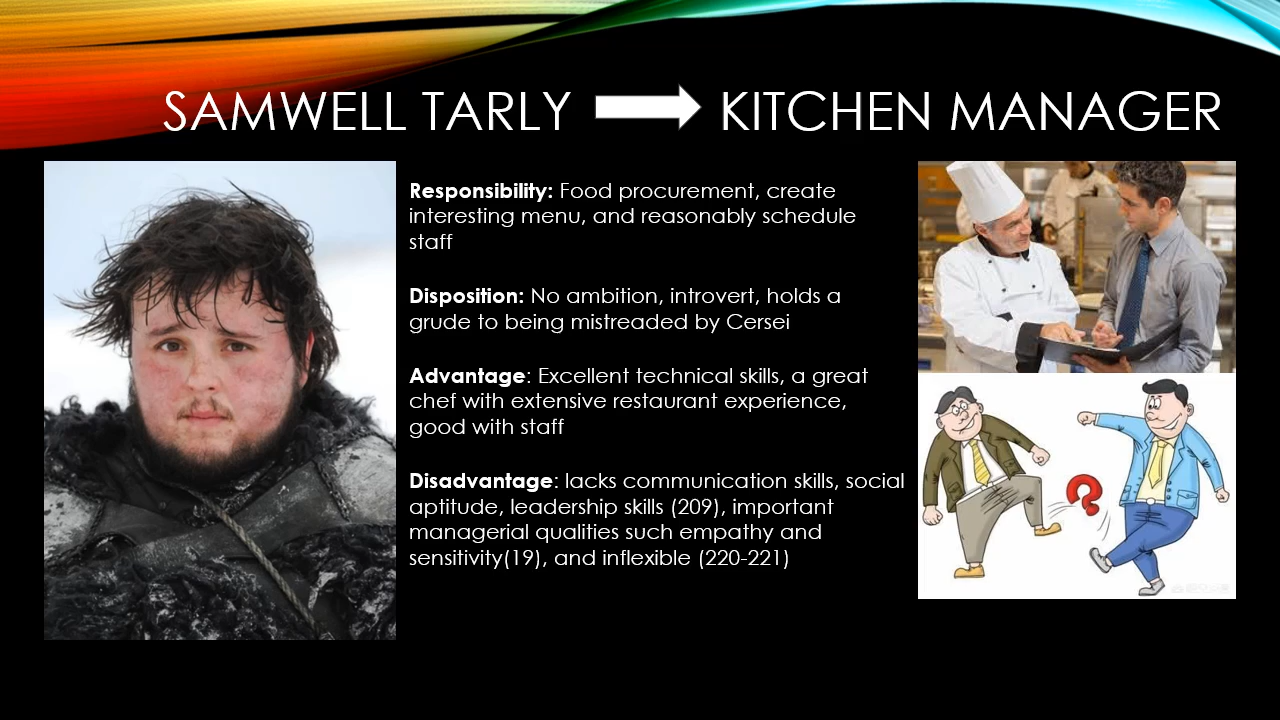 SAMWELL TARLY KITCHEN MANAGER
Responsibility: Food procurement, create
interesting menu, and reasonably schedule
staff
Disposition: No ambition, introvert, holds a
grude to being mistreaded by Cersei
Advantage: Excellent technical skills, a great
chef with extensive restaurant experience,
good with staff
Disadvantage: lacks communication skills, social
aptitude, leadership skills (209), important
managerial qualities such empathy and
sensitivity(19), and inflexible (220-221)